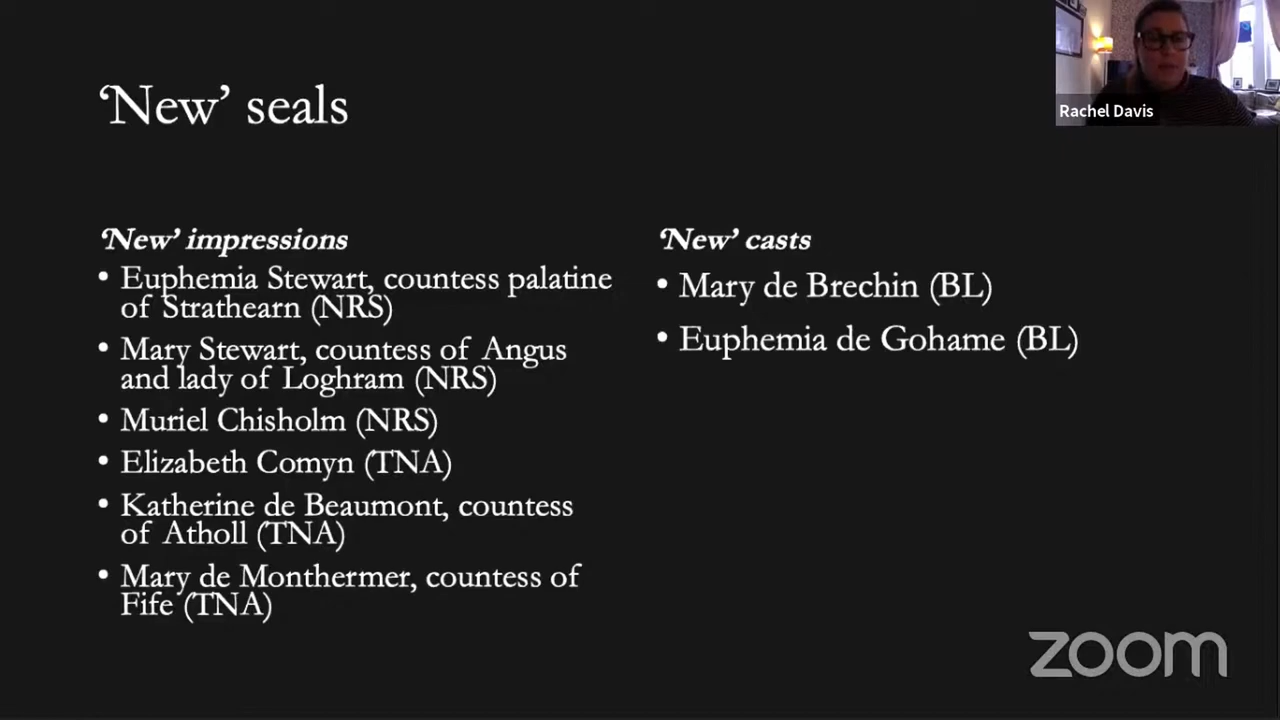 'New' seals
Rachel Davis
'New' impressions
• Euphemia Stewart, countess palatine
of Strathearn (NRS)
• Mary Stewart, countess of Angus
and lady of Loghram (NRS)
• Muriel Chisholm (NRS)
• Elizabeth Comyn (TNA)
• Katherine de Beaumont, countess
of Atholl (TNA)
• Mary de Monthermer, countess of
Fife (TNA)
'New' casts
• Mary de Brechin (BL)
• Euphemia de Gohame (BL)
zoom